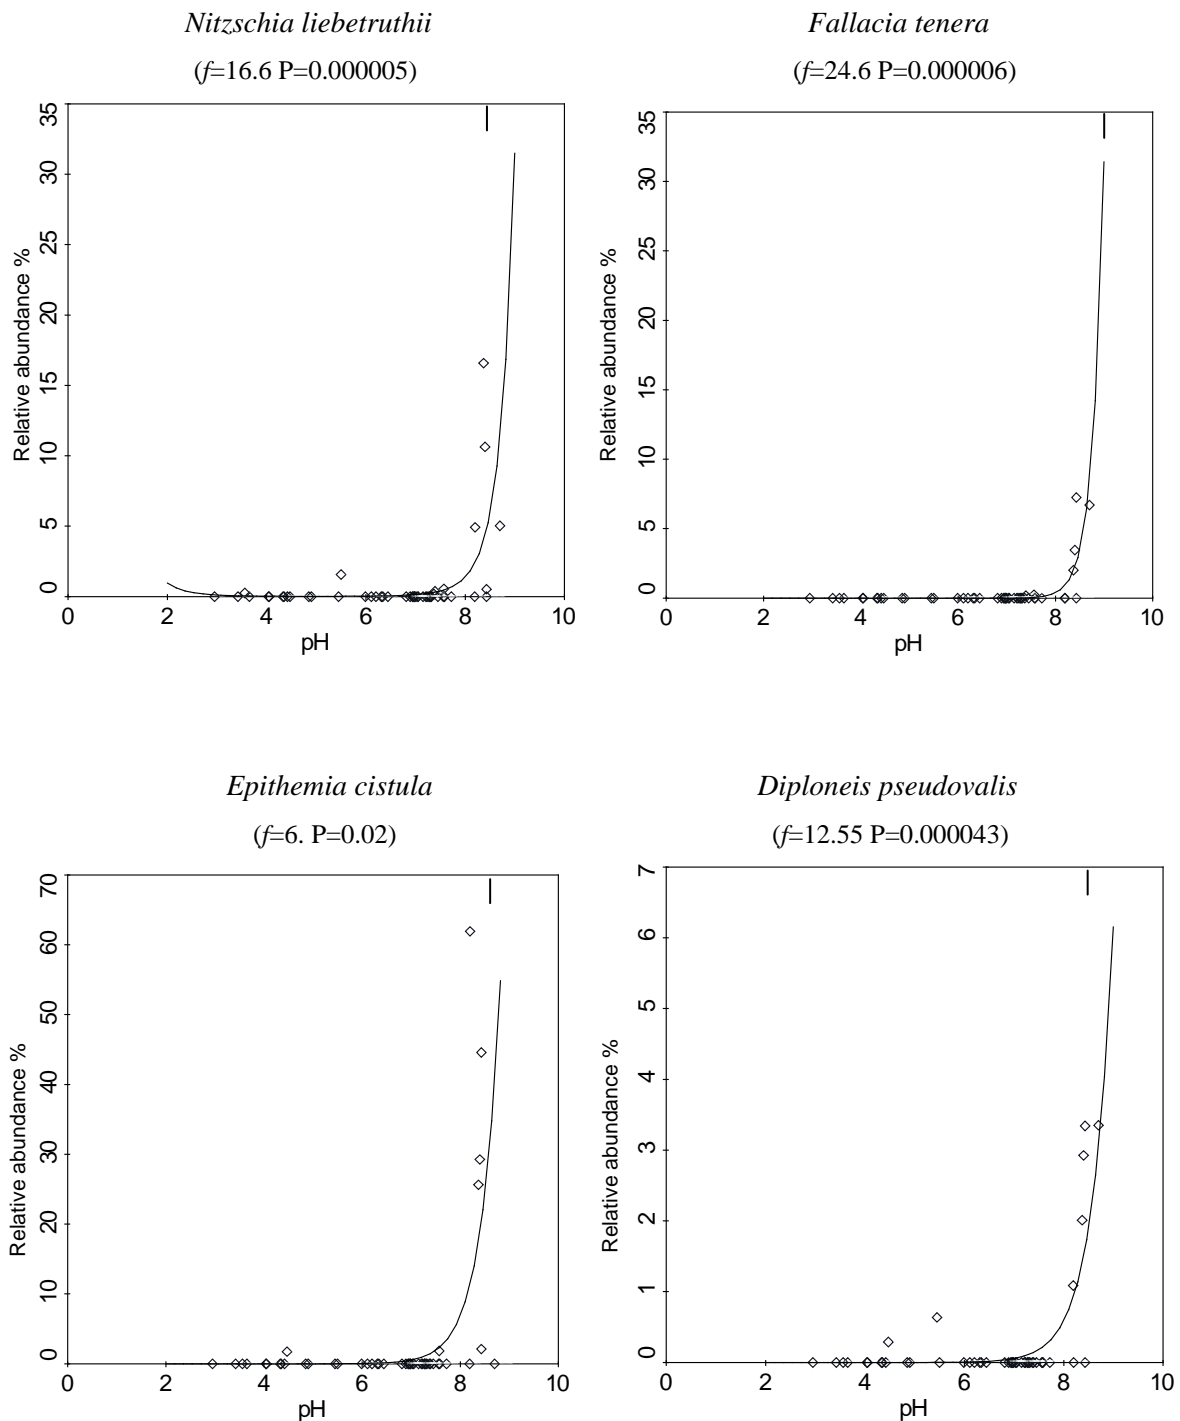 Nitzschia liebetruthii
(f=16.6 P=0.000005)
35
30
25
20
15
10
5
0
Relative abundance %
0 2 4 6 8 10
pH
Fallacia tenera
(f=24.6 P=0.000006)
35
30
25
20
15
10
5
0
Relative abundance %
0 2 4 6 8 10
pH
Epithemia cistula
(f=6. P=0.02)
70
60
50
40
30
20
10
0
Relative abundance %
0 2 4 6 8 10
pH
Diploneis pseudovalis
(f=12.55 P=0.000043)
7
6
5
4
3
2
1
0
Relative abundance %
0 2 4 6 8 10
pH